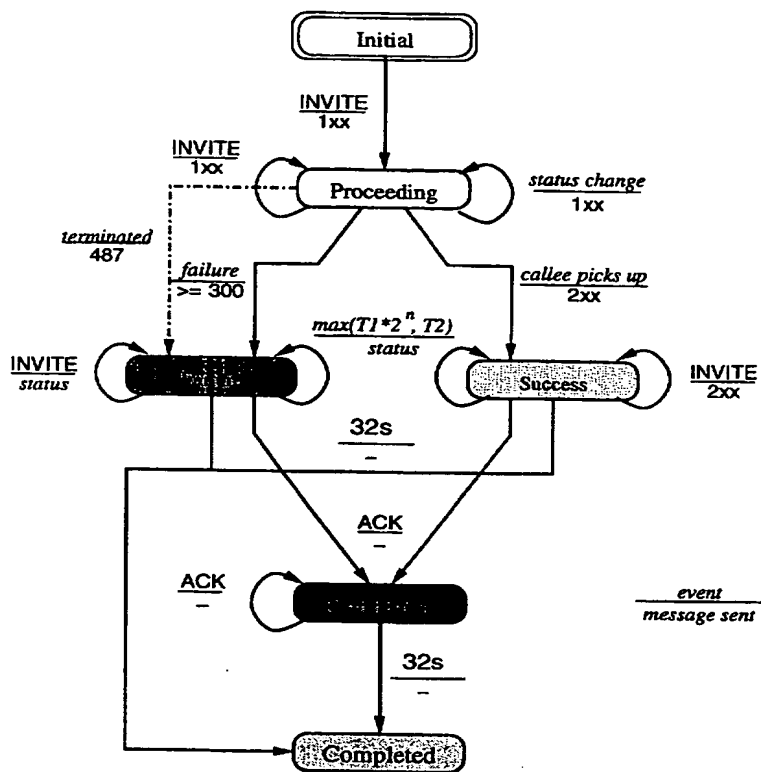 Initial
INVITE
1xx
INVITE
1xx
Proceeding
status change
1xx
terminated
487
failure
>= 300
callee picks up
2xx
max(T1*2^n, T2)
status
INVITE
status
Success
INVITE
2xx
32s
–
ACK
–
ACK
–
event
message sent
32s
–
Completed